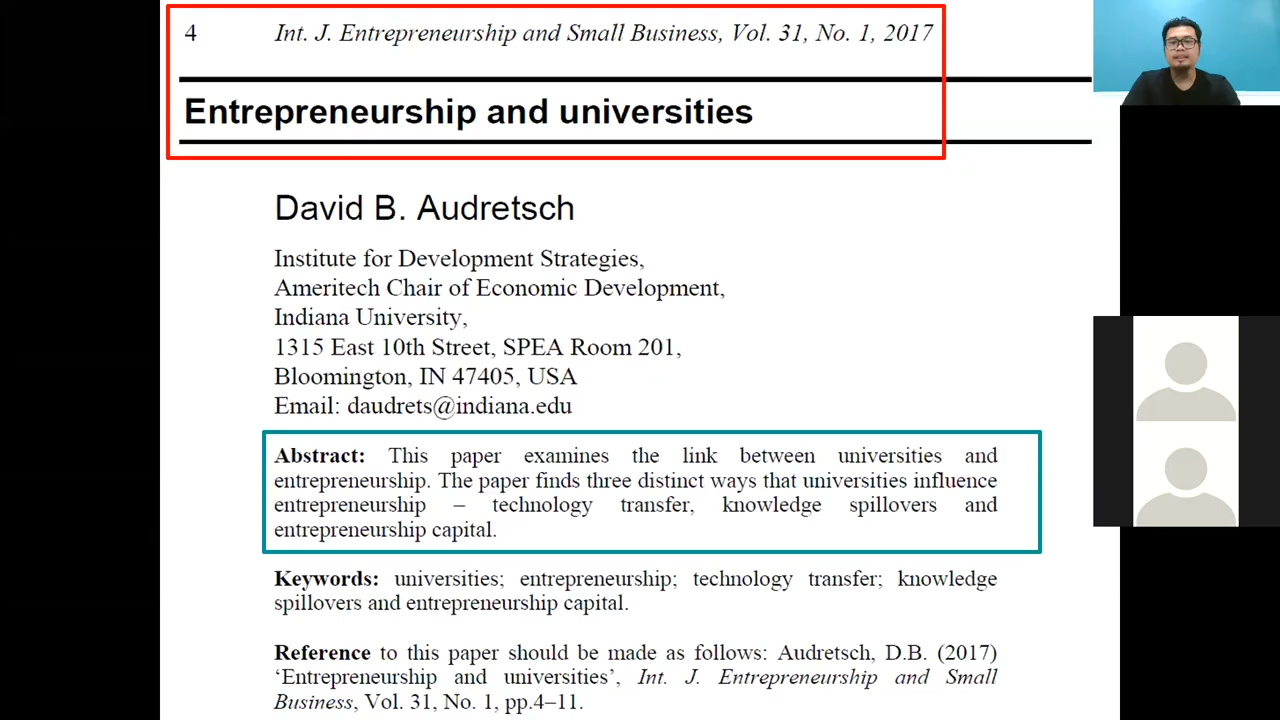 4 Int. J. Entrepreneurship and Small Business, Vol. 31, No. 1, 2017
Entrepreneurship and universities
David B. Audretsch
Institute for Development Strategies,
Ameritech Chair of Economic Development,
Indiana University,
1315 East 10th Street, SPEA Room 201,
Bloomington, IN 47405, USA
Email: daudrets@indiana.edu
Abstract: This paper examines the link between universities and
entrepreneurship. The paper finds three distinct ways that universities influence
entrepreneurship – technology transfer, knowledge spillovers and
entrepreneurship capital.
Keywords: universities; entrepreneurship; technology transfer; knowledge
spillovers and entrepreneurship capital.
Reference to this paper should be made as follows: Audretsch, D.B. (2017)
‘Entrepreneurship and universities’, Int. J. Entrepreneurship and Small
Business, Vol. 31, No. 1, pp.4–11.